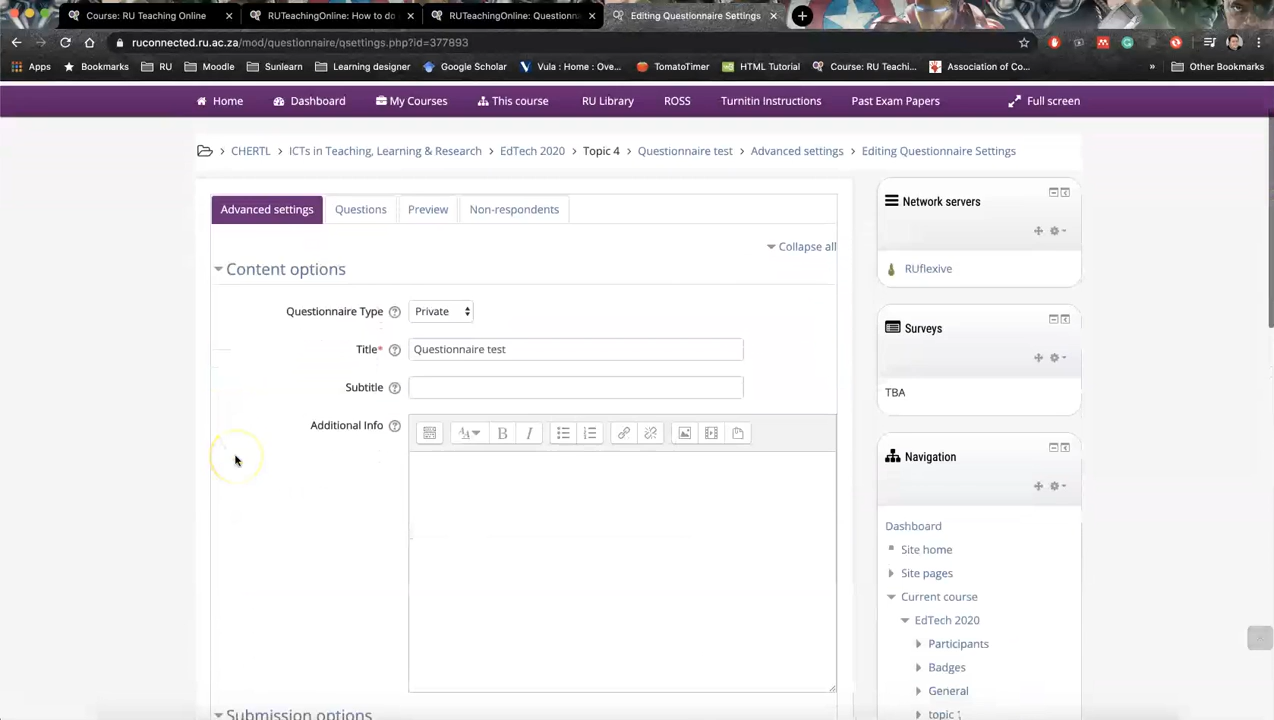 Course: RU Teaching Online
RUTeachingOnline: How to do
RUTeachingOnline: Questionn
Editing Questionnaire Settings
ruconnected.ru.ac.za/mod/questionnaire/qsettings.php?id=377893
Apps
Bookmarks
RU
Moodle
Sunlearn
Learning designer
Google Scholar
Vula : Home : Ove...
TomatoTimer
HTML Tutorial
Course: RU Teachi...
Association of Co...
»
Other Bookmarks
Home
Dashboard
My Courses
This course
RU Library
ROSS
Turnitin Instructions
Past Exam Papers
Full screen
CHERTL > ICTs in Teaching, Learning & Research > EdTech 2020 > Topic 4 > Questionnaire test > Advanced settings > Editing Questionnaire Settings
Advanced settings
Questions
Preview
Non-respondents
Collapse all
Content options
Questionnaire Type
Private
Title*
Questionnaire test
Subtitle
Additional Info
Submission options
Network servers
RUflexive
Surveys
TBA
Navigation
Dashboard
Site home
Site pages
Current course
EdTech 2020
Participants
Badges
General
topic 1